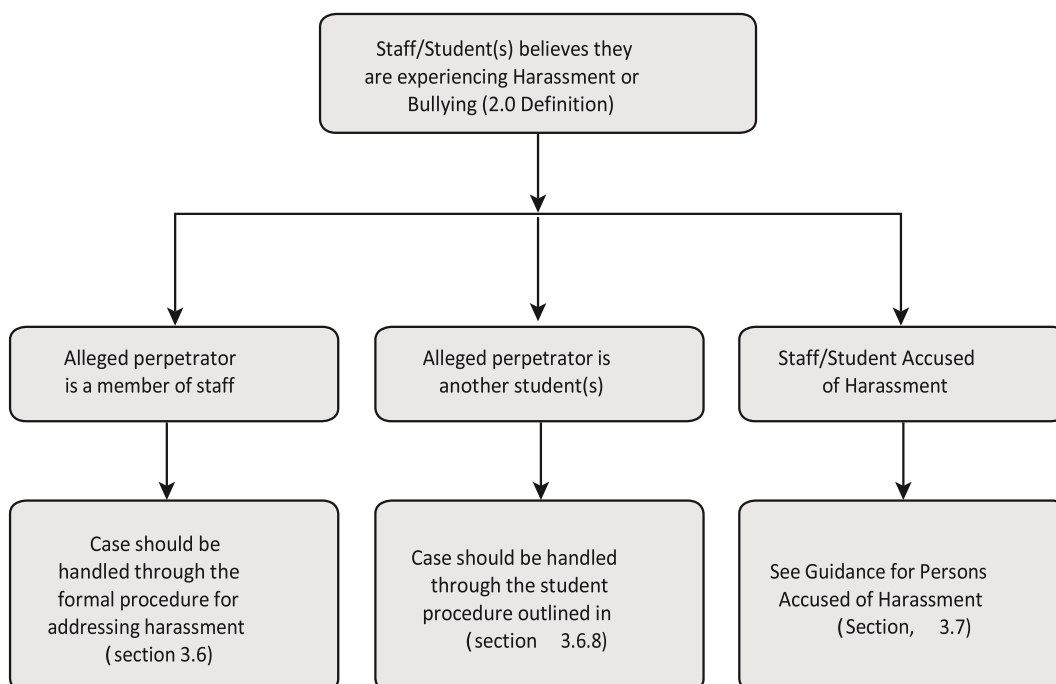 Staff/Student(s) believes they
are experiencing Harassment or
Bullying (2.0 Definition)
Alleged perpetrator
is a member of staff
Alleged perpetrator is
another student(s)
Staff/Student Accused
of Harassment
Case should be
handled through the
formal procedure for
addressing harassment
(section 3.6)
Case should be handled
through the student
procedure outlined in
(section 3.6.8)
See Guidance for Persons
Accused of Harassment
(Section, 3.7)